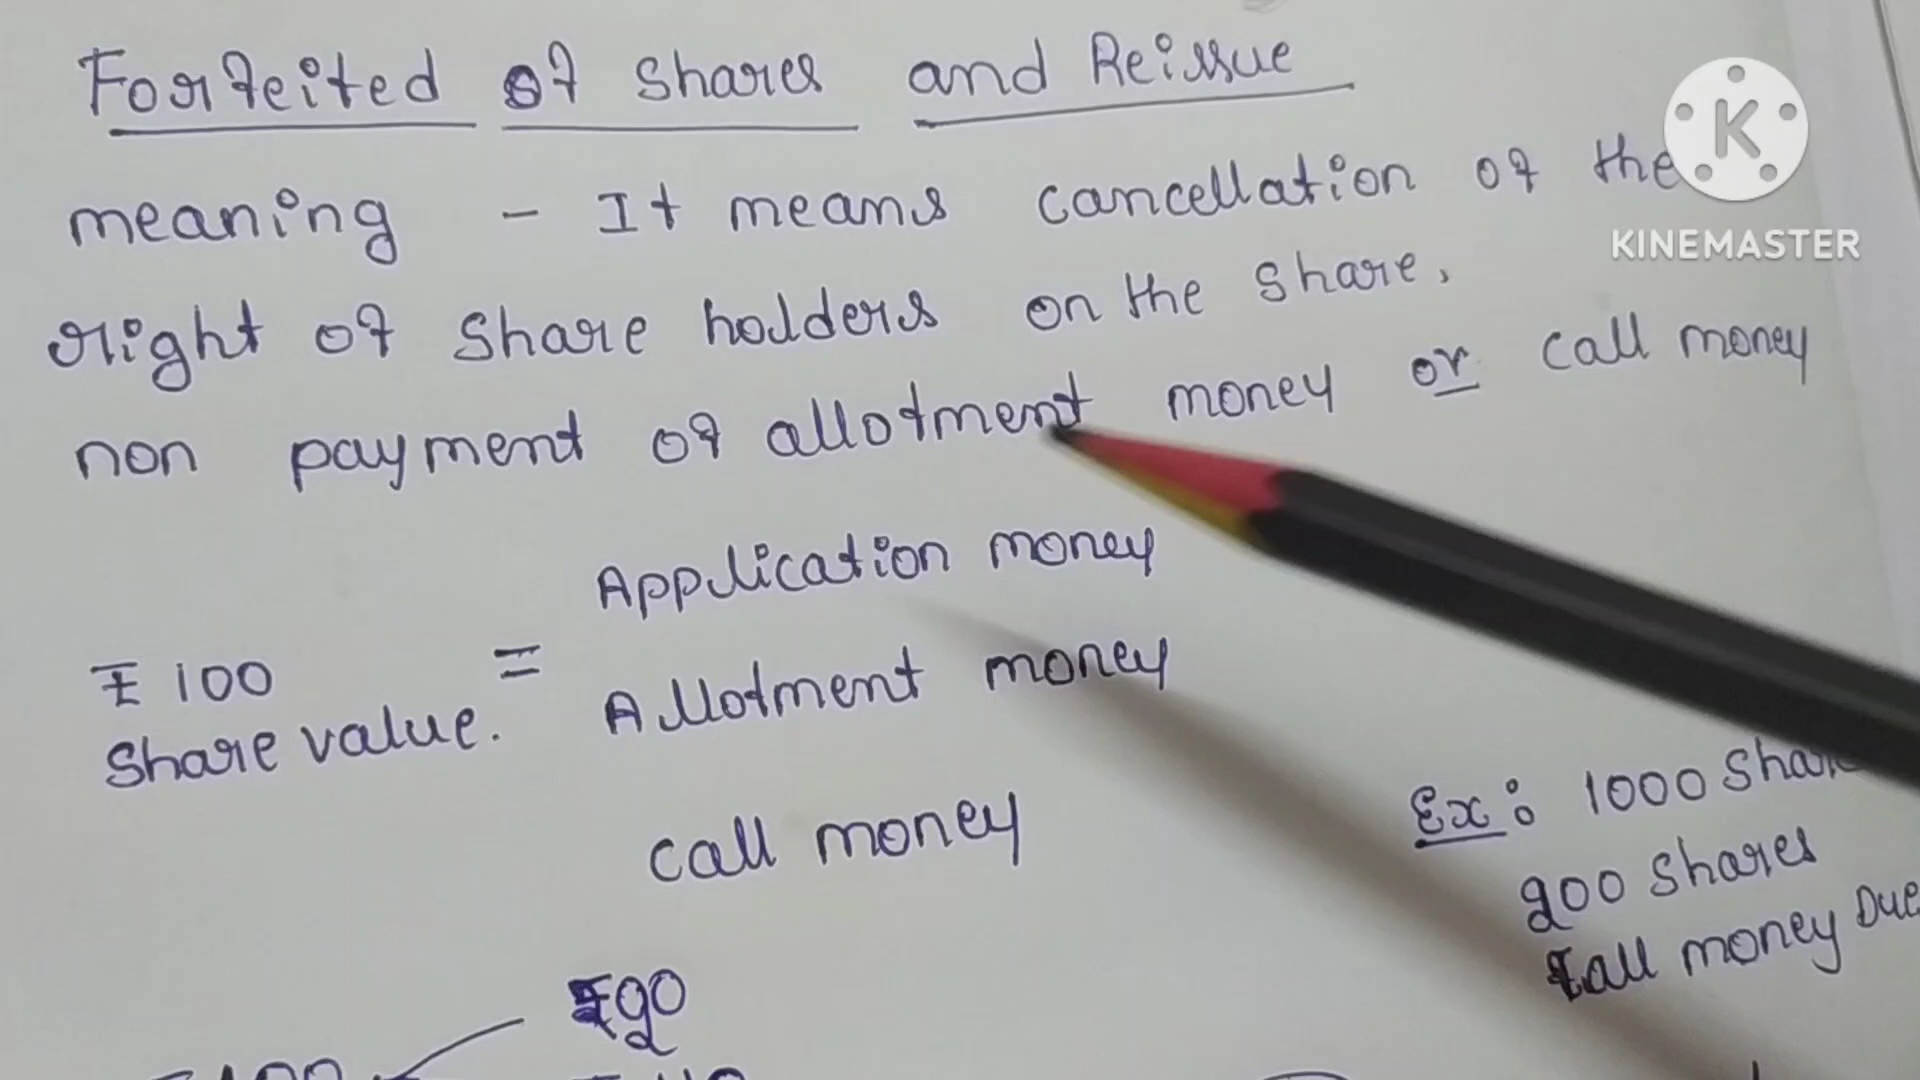 Forfeited of Shares and Reissue
meaning - It means cancellation of the
right of Share holders on the Share.
non payment of allotment money or call money
Application money
₹ 100 =
Share value.
Allotment money
call money
Ex: 1000 Shar
200 Shares
Call money Due
KINEMASTER